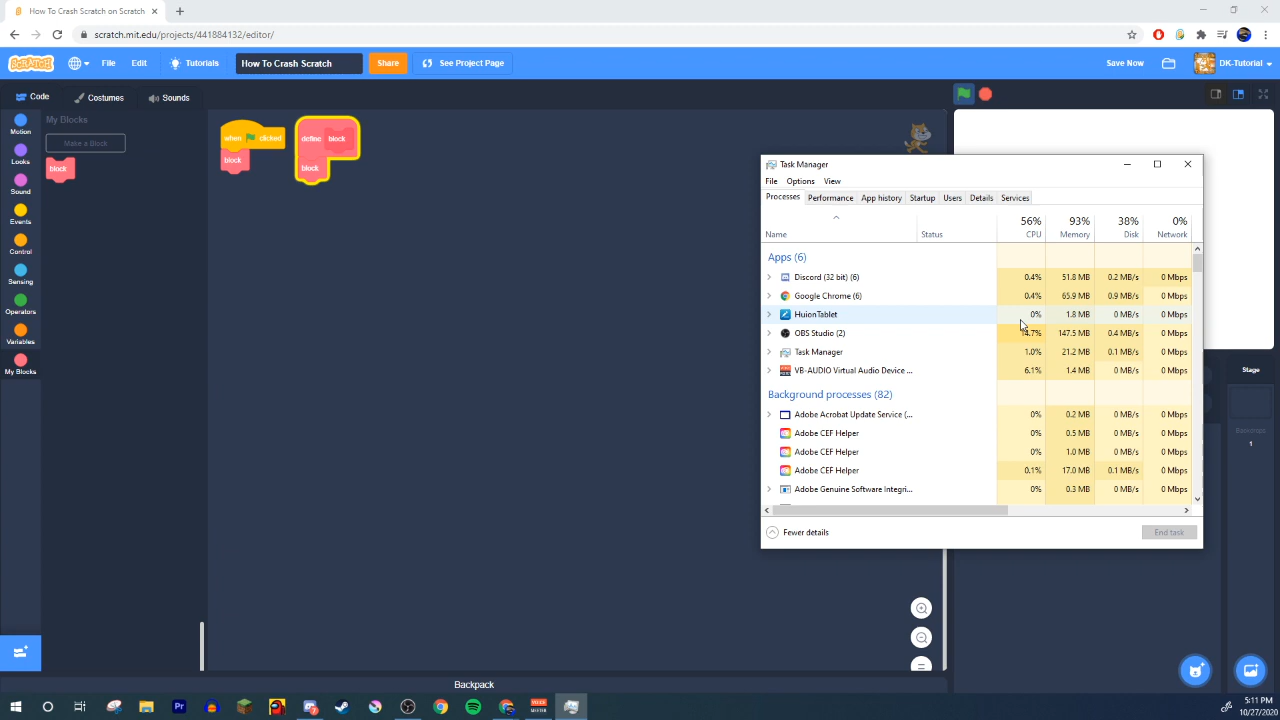 How To Crash Scratch on Scratch
scratch.mit.edu/projects/441884132/editor/
SCRATCH File Edit Tutorials How To Crash Scratch Share See Project Page Save Now DK-Tutorial
Code Costumes Sounds
Motion
Looks
Sound
Events
Control
Sensing
Operators
Variables
My Blocks
My Blocks
Make a Block
block
when clicked
block
define block
block
Task Manager
File Options View
Processes Performance App history Startup Users Details Services
56% 93% 38% 0%
Name Status CPU Memory Disk Network
Apps (6)
Discord (32 bit) (6) 0.4% 51.8 MB 0.2 MB/s 0 Mbps
Google Chrome (6) 0.4% 65.9 MB 0.9 MB/s 0 Mbps
HuionTablet 0% 1.8 MB 0 MB/s 0 Mbps
OBS Studio (2) 147.5 MB 0.4 MB/s 0 Mbps
Task Manager 1.0% 21.2 MB 0.1 MB/s 0 Mbps
VB-AUDIO Virtual Audio Device ... 6.1% 1.4 MB 0 MB/s 0 Mbps
Background processes (82)
Adobe Acrobat Update Service (... 0% 0.2 MB 0 MB/s 0 Mbps
Adobe CEF Helper 0% 0.5 MB 0 MB/s 0 Mbps
Adobe CEF Helper 0% 1.0 MB 0 MB/s 0 Mbps
Adobe CEF Helper 0.1% 17.0 MB 0.1 MB/s 0 Mbps
Adobe Genuine Software Integri... 0% 0.3 MB 0 MB/s 0 Mbps
Fewer details End task
Stage
Backdrops
1
Backpack
5:11 PM
10/27/2020